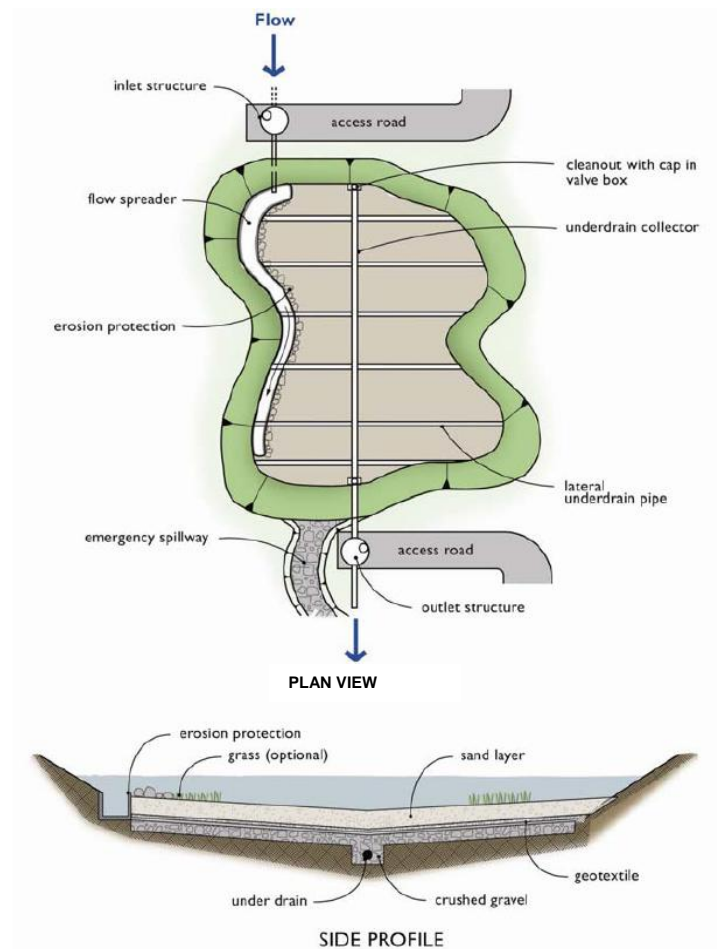 Flow
inlet structure
access road
cleanout with cap in
valve box
flow spreader
underdrain collector
erosion protection
lateral
underdrain pipe
emergency spillway
access road
outlet structure
PLAN VIEW
erosion protection
grass (optional)
sand layer
geotextile
under drain
crushed gravel
SIDE PROFILE